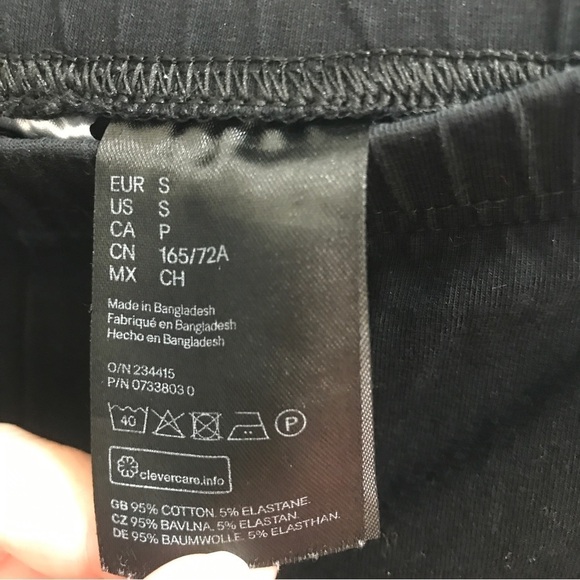 EUR S
US S
CA P
CN 165/72A
MX CH
Made in Bangladesh
Fabriqué en Bangladesh
Hecho en Bangladesh
O/N 234415
P/N 0733803 0
40 P
clevercare.info
GB 95% COTTON. 5% ELASTANE.
CZ 95% BAVLNA. 5% ELASTAN.
DE 95% BAUMWOLLE. 5% ELASTHAN.